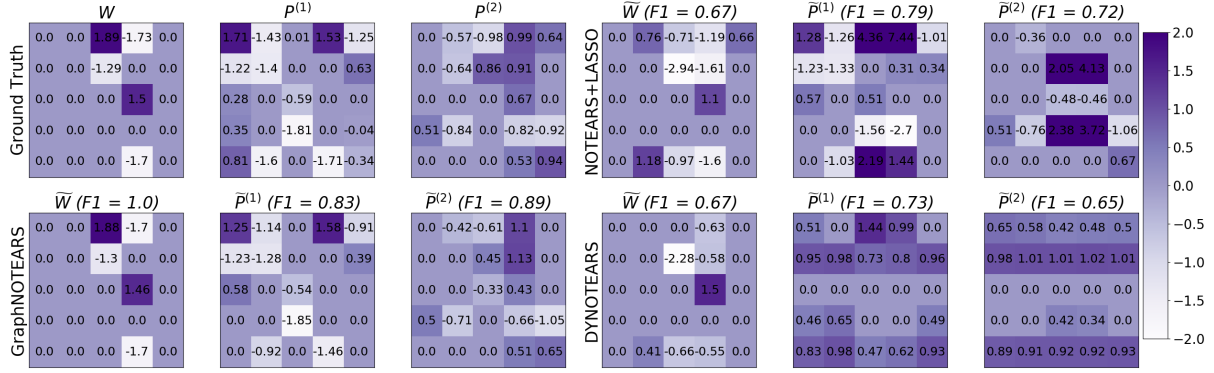 W P(1) P(2) W̃ (F1 = 0.67) P̃(1) (F1 = 0.79) P̃(2) (F1 = 0.72)
Ground Truth
0.0 0.0 1.89 -1.73 0.0
0.0 0.0 -1.29 0.0 0.0
0.0 0.0 0.0 1.5 0.0
0.0 0.0 0.0 0.0 0.0
0.0 0.0 0.0 -1.7 0.0
1.71 -1.43 0.01 1.53 -1.25
-1.22 -1.4 0.0 0.0 0.63
0.28 0.0 -0.59 0.0 0.0
0.35 0.0 -1.81 0.0 -0.04
0.81 -1.6 0.0 -1.71 -0.34
0.0 -0.57 -0.98 0.99 0.64
0.0 -0.64 0.86 0.91 0.0
0.0 0.0 0.0 0.67 0.0
0.51 -0.84 0.0 -0.82 -0.92
0.0 0.0 0.0 0.53 0.94
NOTEARS+LASSO
0.0 0.76 -0.71 -1.19 0.66
0.0 0.0 -2.94 -1.61 0.0
0.0 0.0 0.0 1.1 0.0
0.0 0.0 0.0 0.0 0.0
0.0 1.18 -0.97 -1.6 0.0
1.28 -1.26 4.36 7.44 -1.01
-1.23 -1.33 0.0 0.31 0.34
0.57 0.0 0.51 0.0 0.0
0.0 0.0 -1.56 -2.7 0.0
0.0 -1.03 2.19 1.44 0.0
0.0 -0.36 0.0 0.0 0.0
0.0 0.0 2.05 4.13 0.0
0.0 0.0 -0.48 -0.46 0.0
0.51 -0.76 2.38 3.72 -1.06
0.0 0.0 0.0 0.0 0.67
W̃ (F1 = 1.0) P̃(1) (F1 = 0.83) P̃(2) (F1 = 0.89) W̃ (F1 = 0.67) P̃(1) (F1 = 0.73) P̃(2) (F1 = 0.65)
GraphNOTEARS
0.0 0.0 1.88 -1.7 0.0
0.0 0.0 -1.3 0.0 0.0
0.0 0.0 0.0 1.46 0.0
0.0 0.0 0.0 0.0 0.0
0.0 0.0 0.0 -1.7 0.0
1.25 -1.14 0.0 1.58 -0.91
-1.23 -1.28 0.0 0.0 0.39
0.58 0.0 -0.54 0.0 0.0
0.0 0.0 -1.85 0.0 0.0
0.0 -0.92 0.0 -1.46 0.0
0.0 -0.42 -0.61 1.1 0.0
0.0 0.0 0.45 1.13 0.0
0.0 0.0 -0.33 0.43 0.0
0.5 -0.71 0.0 -0.66 -1.05
0.0 0.0 0.0 0.51 0.65
DYNOTEARS
0.0 0.0 0.0 -0.63 0.0
0.0 0.0 -2.28 -0.58 0.0
0.0 0.0 0.0 1.5 0.0
0.0 0.0 0.0 0.0 0.0
0.0 0.41 -0.66 -0.55 0.0
0.51 0.0 1.44 0.99 0.0
0.95 0.98 0.73 0.8 0.96
0.0 0.0 0.0 0.0 0.0
0.46 0.65 0.0 0.0 0.49
0.83 0.98 0.47 0.62 0.93
0.65 0.58 0.42 0.48 0.5
0.98 1.01 1.01 1.02 1.01
0.0 0.0 0.0 0.0 0.0
0.0 0.0 0.42 0.34 0.0
0.89 0.91 0.92 0.92 0.93
2.0
1.5
1.0
0.5
0.0
−0.5
−1.0
−1.5
−2.0